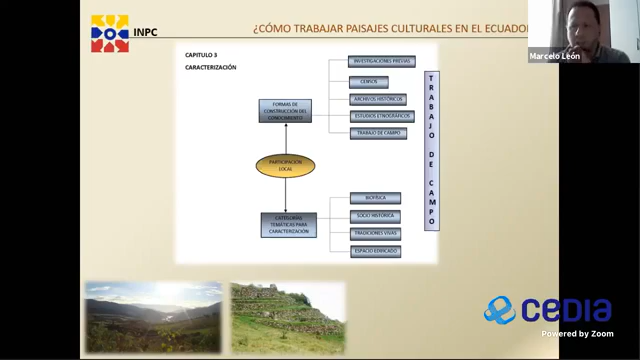 INPC
¿CÓMO TRABAJAR PAISAJES CULTURALES EN EL ECUADOR
Marcelo León
CAPITULO 3
CARACTERIZACIÓN
INVESTIGACIONES PREVIAS
CENSOS
ARCHIVOS HISTÓRICOS
ESTUDIOS ETNOGRÁFICOS
TRABAJO DE CAMPO
FORMAS DE
CONSTRUCCIÓN DEL
CONOCIMIENTO
PARTICIPACIÓN
LOCAL
CATEGORÍAS
TEMÁTICAS PARA
CARACTERIZACIÓN
BIOFÍSICA
SOCIO HISTÓRICA
TRADICIONES VIVAS
ESPACIO EDIFICADO
TRABAJO DE CAMPO
CEDIA
Powered by Zoom